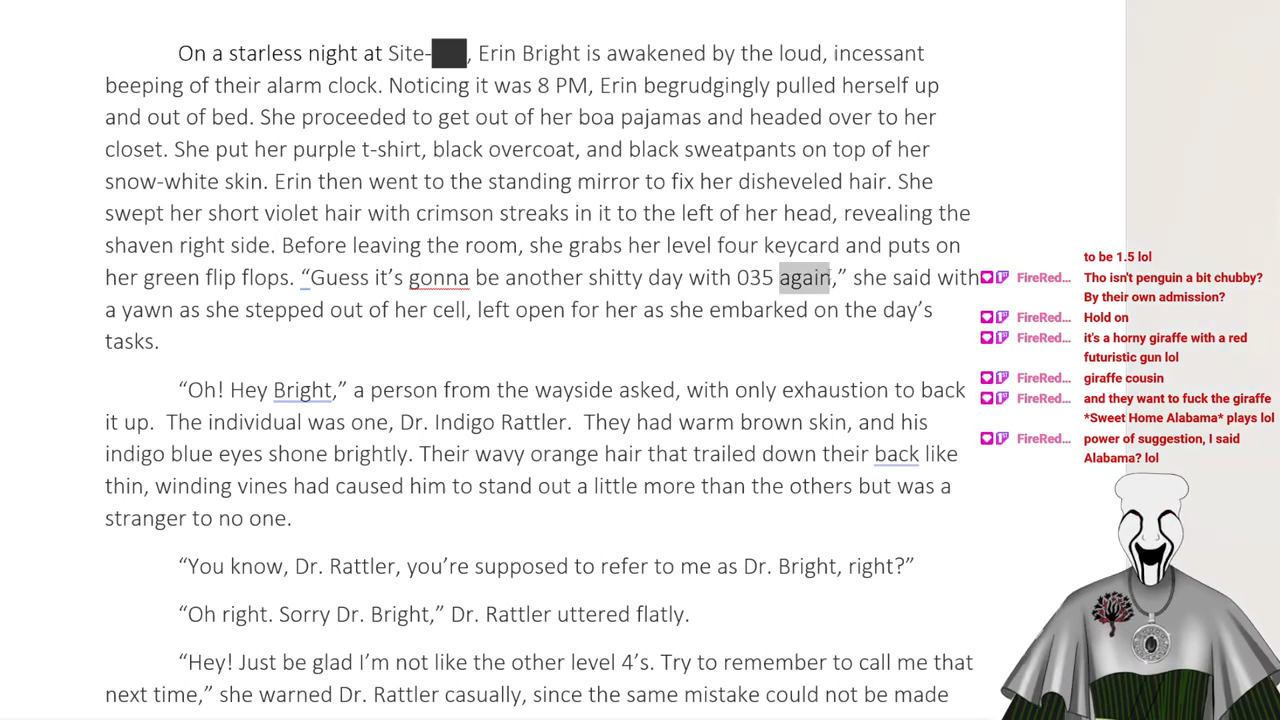 On a starless night at Site-, Erin Bright is awakened by the loud, incessant
beeping of their alarm clock. Noticing it was 8 PM, Erin begrudgingly pulled herself up
and out of bed. She proceeded to get out of her boa pajamas and headed over to her
closet. She put her purple t-shirt, black overcoat, and black sweatpants on top of her
snow-white skin. Erin then went to the standing mirror to fix her disheveled hair. She
swept her short violet hair with crimson streaks in it to the left of her head, revealing the
shaven right side. Before leaving the room, she grabs her level four keycard and puts on
her green flip flops. “Guess it’s gonna be another shitty day with 035 again,” she said with
a yawn as she stepped out of her cell, left open for her as she embarked on the day’s
tasks.
“Oh! Hey Bright,” a person from the wayside asked, with only exhaustion to back
it up. The individual was one, Dr. Indigo Rattler. They had warm brown skin, and his
indigo blue eyes shone brightly. Their wavy orange hair that trailed down their back like
thin, winding vines had caused him to stand out a little more than the others but was a
stranger to no one.
“You know, Dr. Rattler, you’re supposed to refer to me as Dr. Bright, right?”
“Oh right. Sorry Dr. Bright,” Dr. Rattler uttered flatly.
“Hey! Just be glad I’m not like the other level 4’s. Try to remember to call me that
next time,” she warned Dr. Rattler casually, since the same mistake could not be made
to be 1.5 lol
FireRed... Tho isn't penguin a bit chubby?
By their own admission?
FireRed... Hold on
FireRed... it's a horny giraffe with a red
futuristic gun lol
FireRed... giraffe cousin
FireRed... and they want to fuck the giraffe
*Sweet Home Alabama* plays lol
FireRed... power of suggestion, I said
Alabama? lol